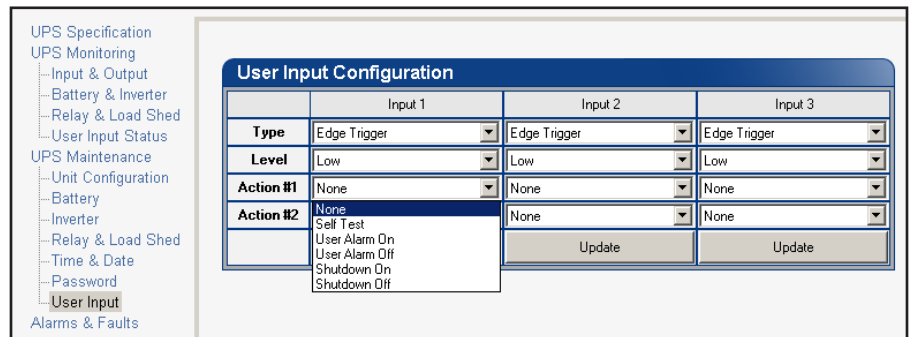 UPS Specification
UPS Monitoring
Input & Output
Battery & Inverter
Relay & Load Shed
User Input Status
UPS Maintenance
Unit Configuration
Battery
Inverter
Relay & Load Shed
Time & Date
Password
User Input
Alarms & Faults
User Input Configuration
Input 1 Input 2 Input 3
Type Edge Trigger Edge Trigger Edge Trigger
Level Low Low Low
Action #1 None None None
Action #2 None None
None
Self Test
User Alarm On
User Alarm Off
Shutdown On
Shutdown Off
Update Update